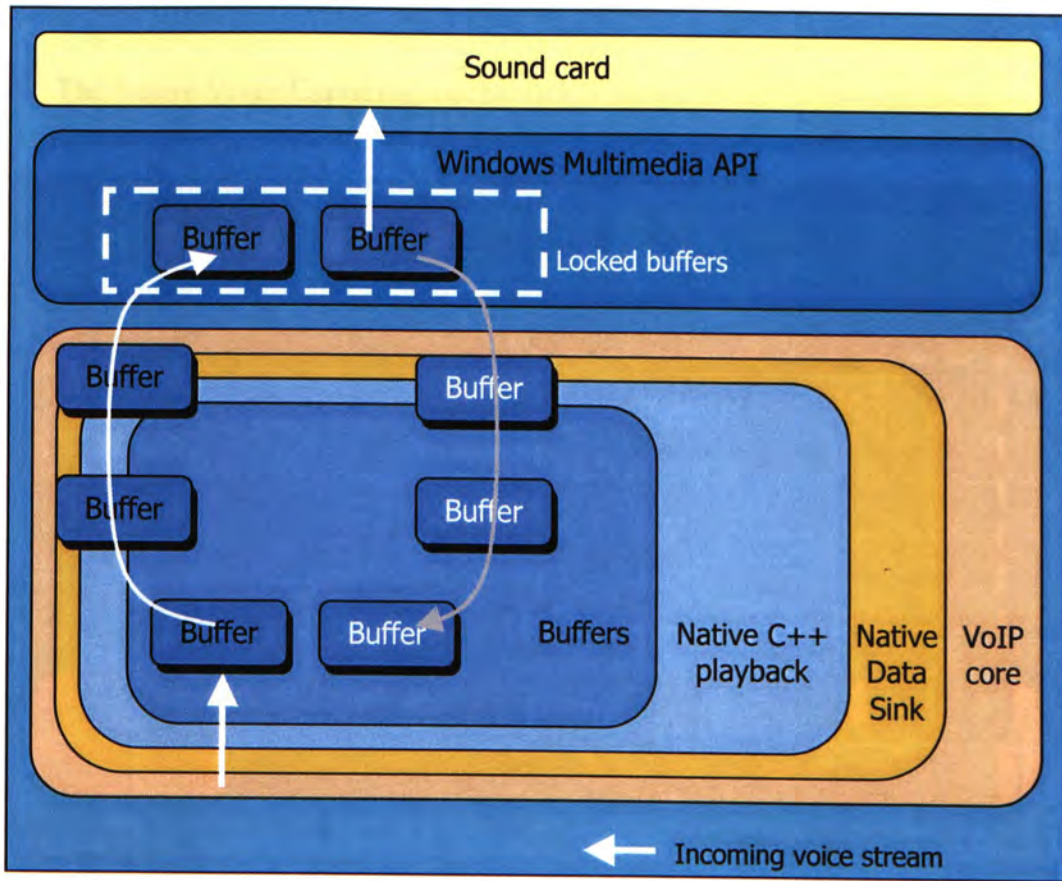 Sound card
Windows Multimedia API
Buffer
Buffer
Locked buffers
Buffer
Buffer
Buffer
Buffer
Buffer
Buffer
Buffers
Native C++
playback
Native
Data
Sink
VoIP
core
Incoming voice stream